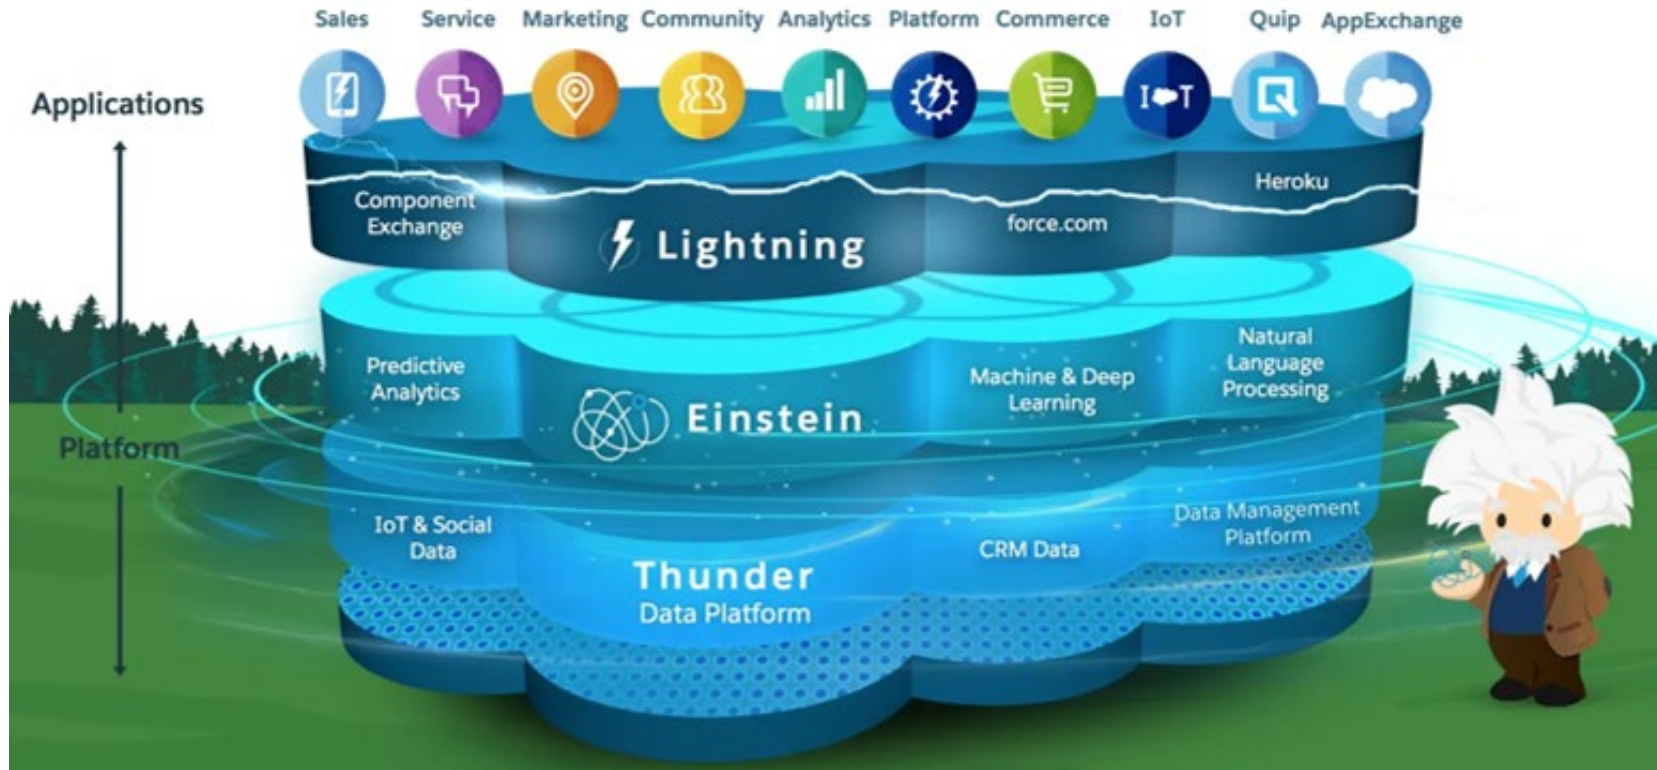 Sales
Service
Marketing
Community
Analytics
Platform
Commerce
IoT
Quip
AppExchange
Applications
I T
Component
Exchange
Lightning
force.com
Heroku
Predictive
Analytics
Einstein
Machine & Deep
Learning
Natural
Language
Processing
Platform
IoT & Social
Data
Thunder
Data Platform
CRM Data
Data Management
Platform